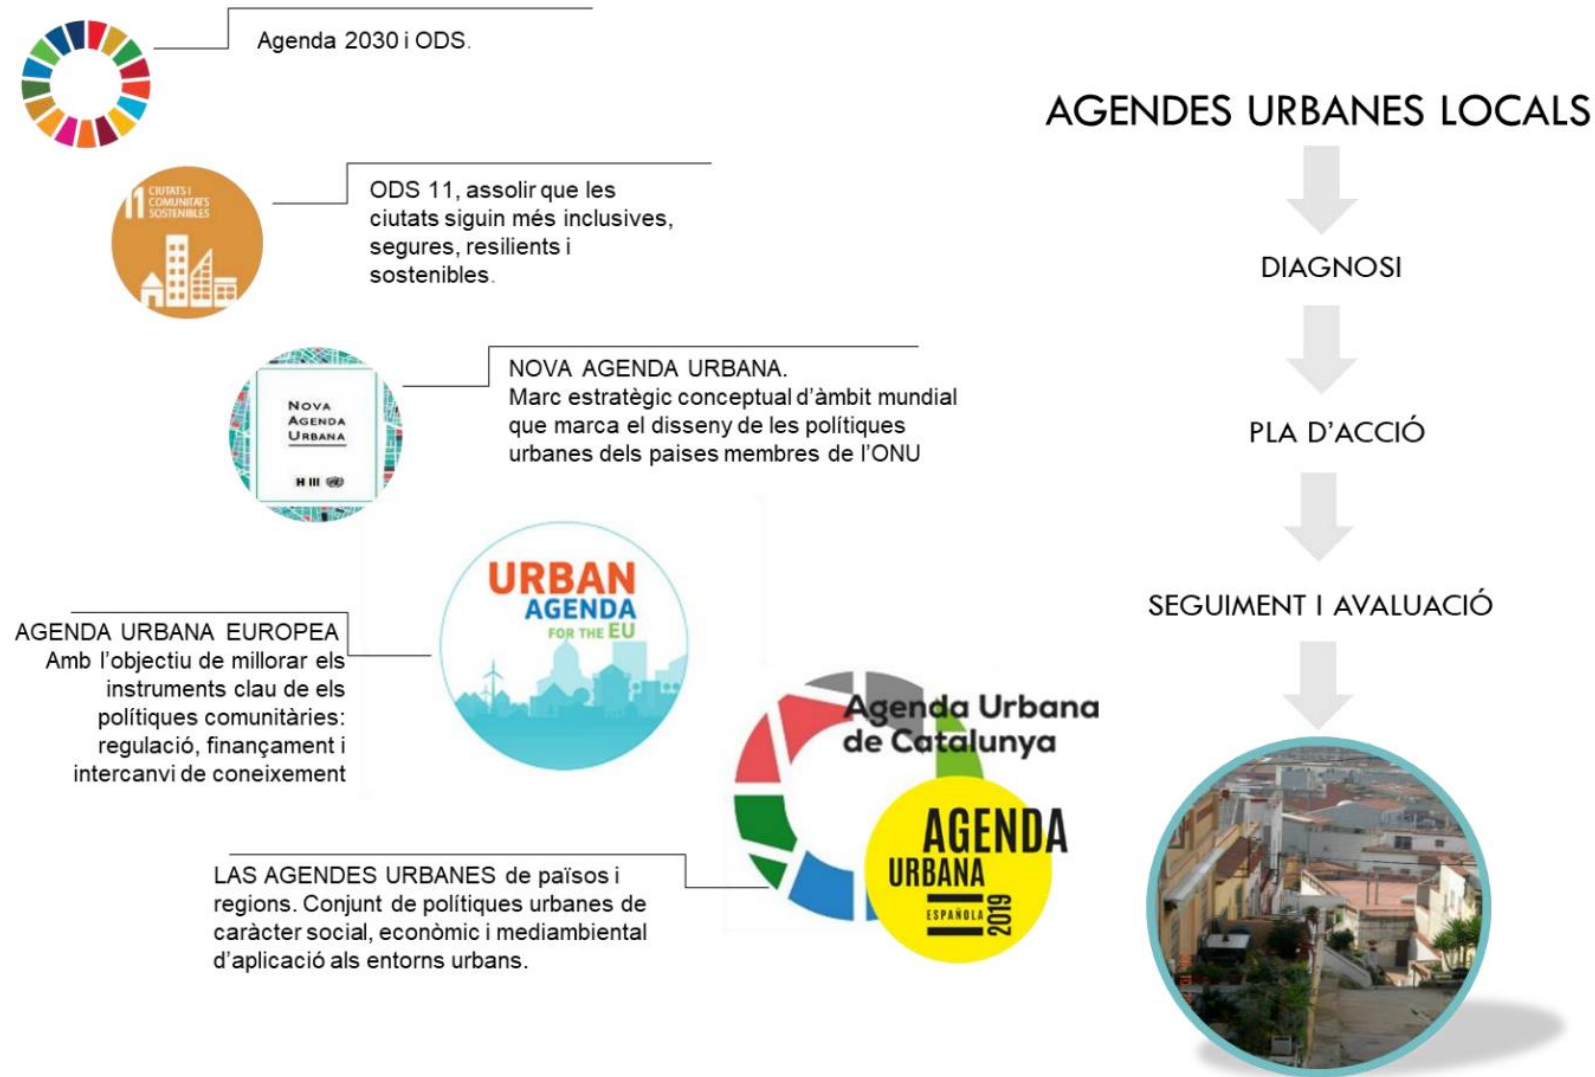 Agenda 2030 i ODS.
11 CIUTATS I
COMUNITATS
SOSTENIBLES
ODS 11, assolir que les
ciutats siguin més inclusives,
segures, resilients i
sostenibles.
NOVA
AGENDA
URBANA
H III
NOVA AGENDA URBANA.
Marc estratègic conceptual d'àmbit mundial
que marca el disseny de les polítiques
urbanes dels paises membres de l'ONU
URBAN
AGENDA
FOR THE EU
AGENDA URBANA EUROPEA
Amb l'objectiu de millorar els
instruments clau de els
polítiques comunitàries:
regulació, finançament i
intercanvi de coneixement
Agenda Urbana
de Catalunya
AGENDA
URBANA
ESPAÑOLA
2019
LAS AGENDES URBANES de països i
regions. Conjunt de polítiques urbanes de
caràcter social, econòmic i mediambiental
d'aplicació als entorns urbans.
AGENDES URBANES LOCALS
DIAGNOSI
PLA D'ACCIÓ
SEGUIMENT I AVALUACIÓ